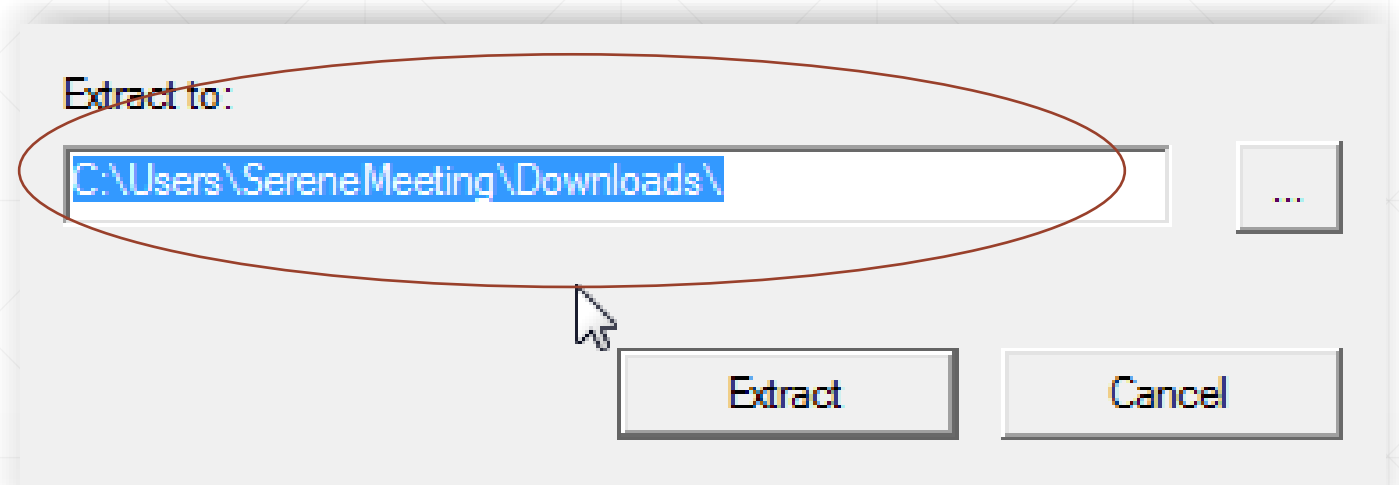 Extract to:
C:\Users\SereneMeeting\Downloads\
...
Extract
Cancel